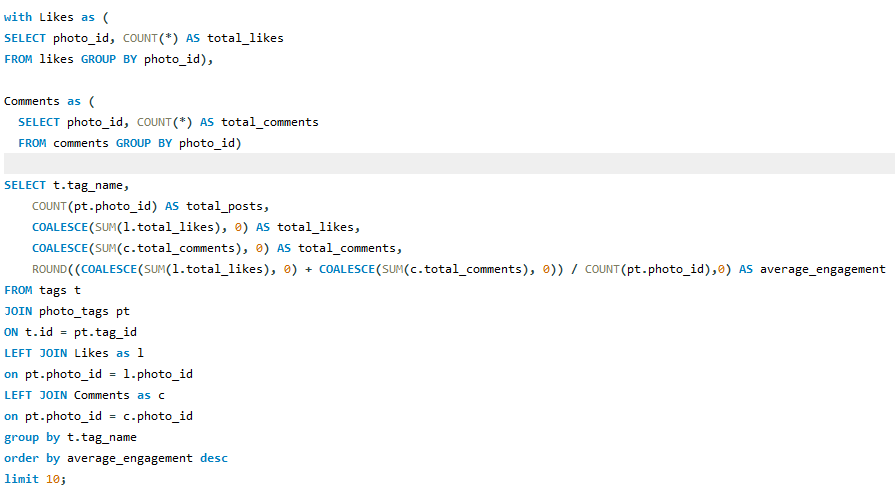 with Likes as (
SELECT photo_id, COUNT(*) AS total_likes
FROM likes GROUP BY photo_id),
Comments as (
SELECT photo_id, COUNT(*) AS total_comments
FROM comments GROUP BY photo_id)
SELECT t.tag_name,
COUNT(pt.photo_id) AS total_posts,
COALESCE(SUM(l.total_likes), 0) AS total_likes,
COALESCE(SUM(c.total_comments), 0) AS total_comments,
ROUND((COALESCE(SUM(l.total_likes), 0) + COALESCE(SUM(c.total_comments), 0)) / COUNT(pt.photo_id),0) AS average_engagement
FROM tags t
JOIN photo_tags pt
ON t.id = pt.tag_id
LEFT JOIN Likes as l
on pt.photo_id = l.photo_id
LEFT JOIN Comments as c
on pt.photo_id = c.photo_id
group by t.tag_name
order by average_engagement desc
limit 10;